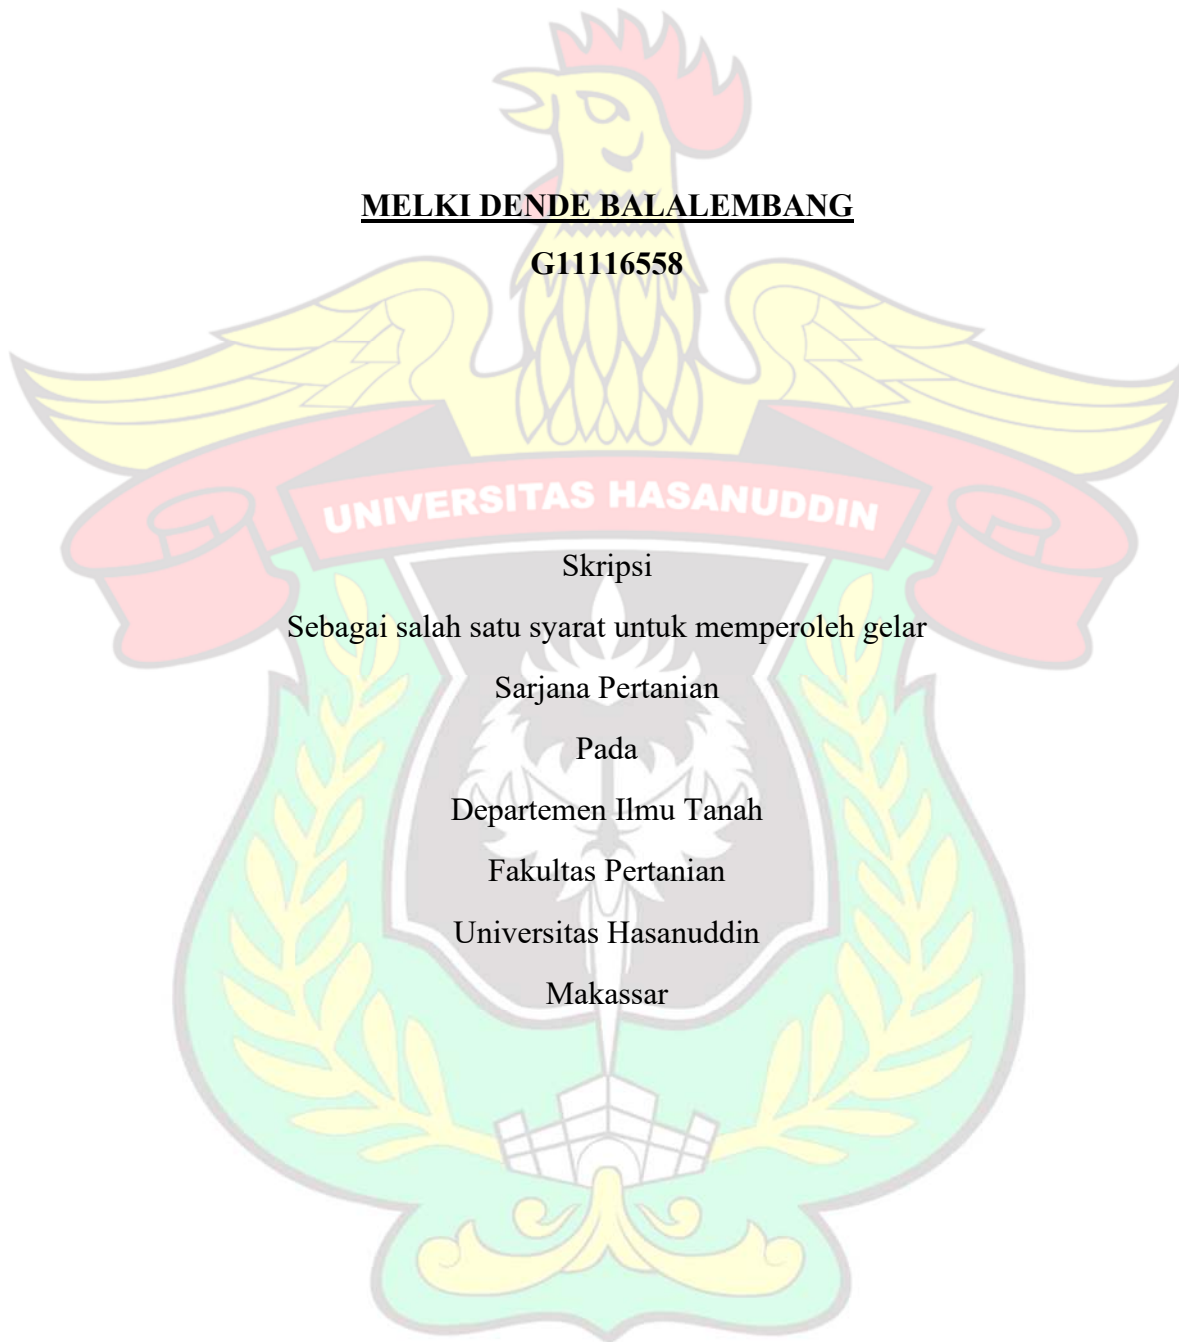 MELKI DENDE BALALEMBANG
G11116558
UNIVERSITAS HASANUDDIN
Skripsi
Sebagai salah satu syarat untuk memperoleh gelar
Sarjana Pertanian
Pada
Departemen Ilmu Tanah
Fakultas Pertanian
Universitas Hasanuddin
Makassar